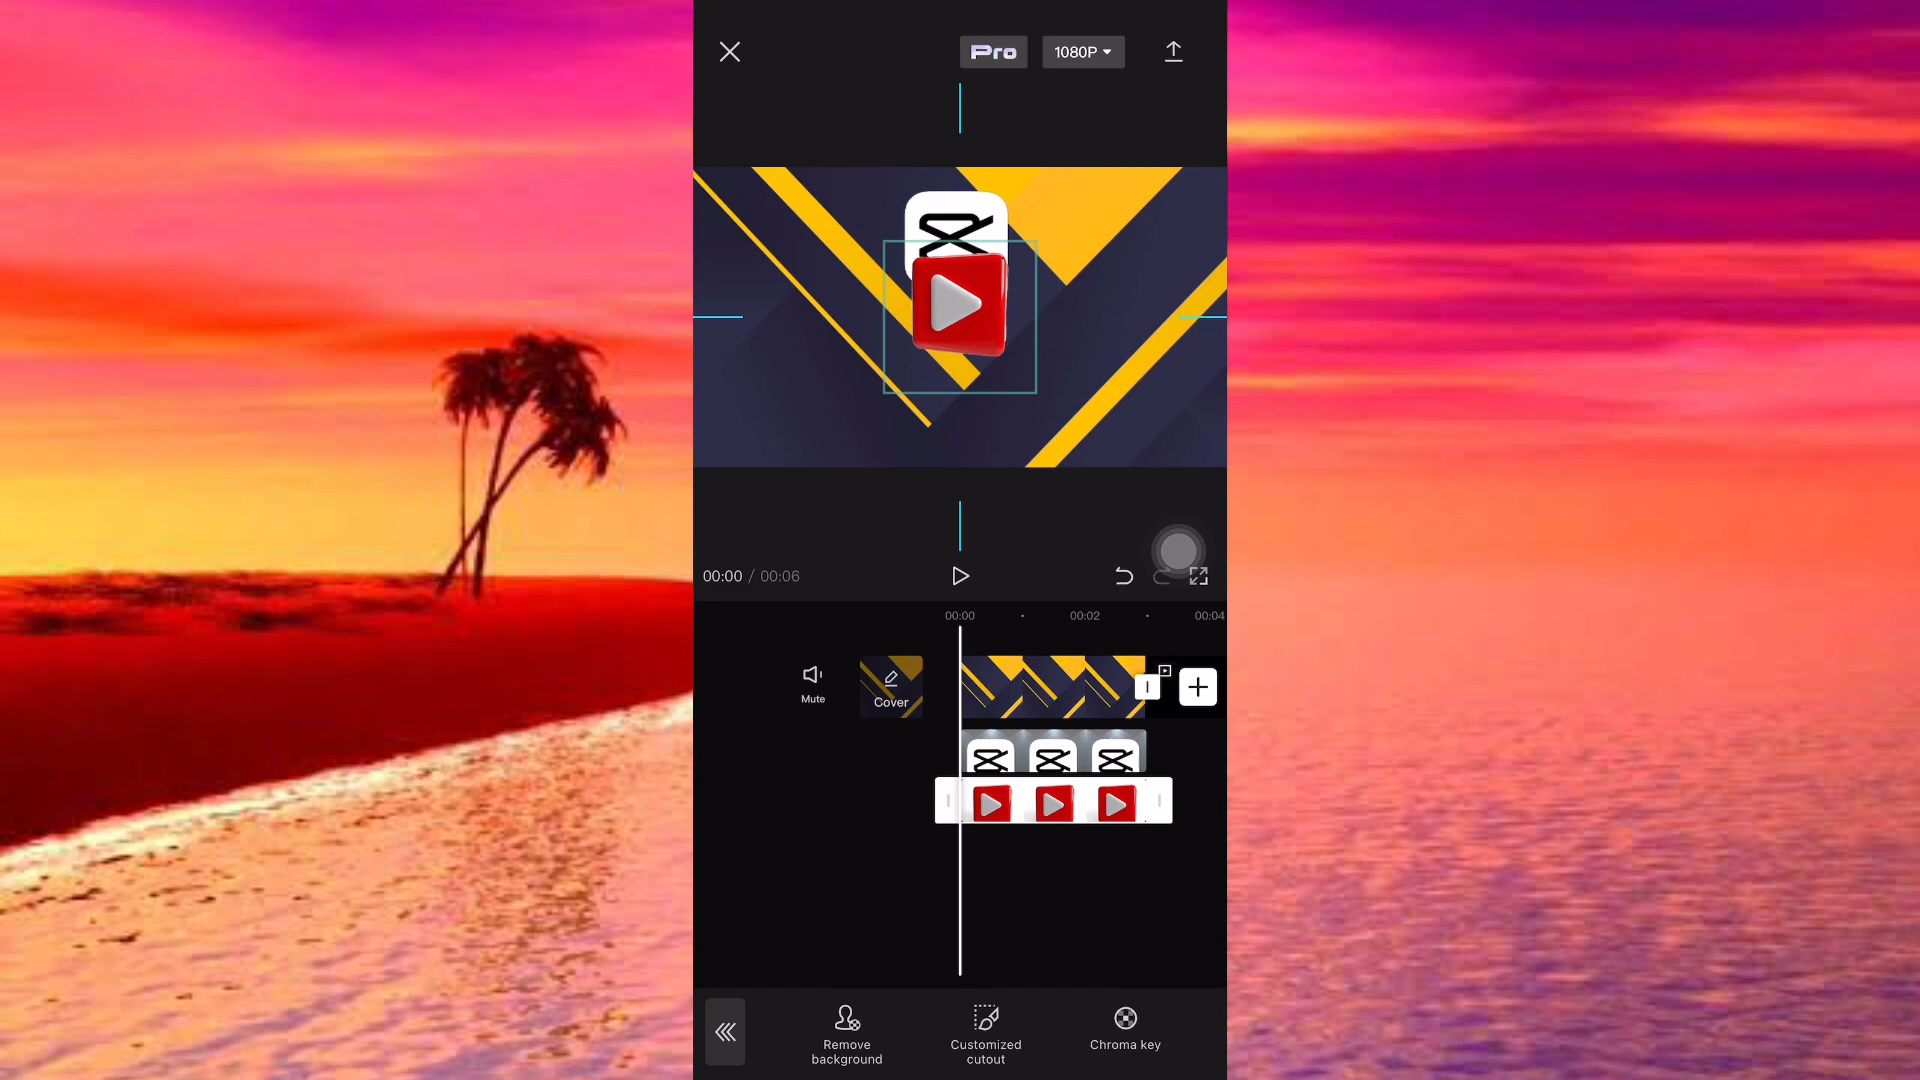 Pro
1080P
00:00 / 00:06
00:00
00:02
00:04
Mute
Cover
Remove
background
Customized
cutout
Chroma key